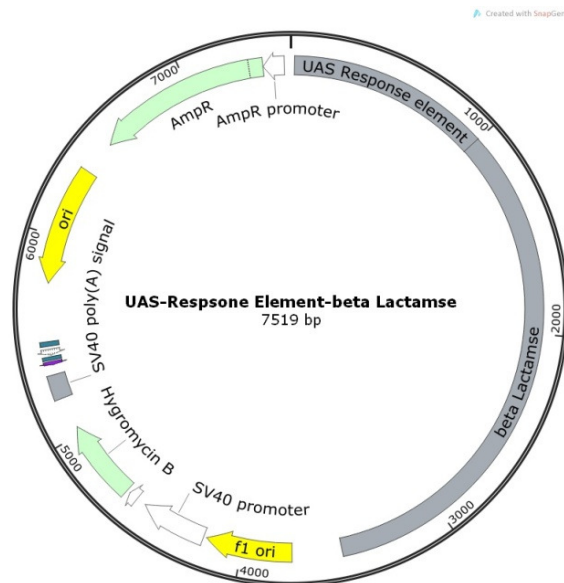 Created with SnapGen
7000
AmpR
AmpR promoter
UAS Response element
1000
ori
6000
SV40 poly(A) signal
UAS-Respsone Element-beta Lactamse
7519 bp
2000
beta Lactamse
Hygromycin B
5000
SV40 promoter
3000
f1 ori
4000